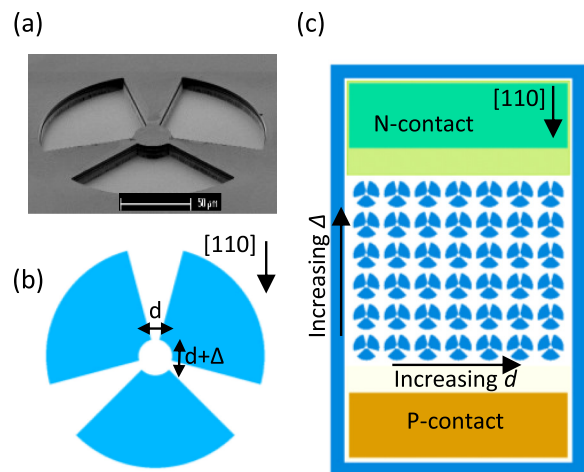 (a)
50 μm
(b)
[110]
d
d+Δ
(c)
N-contact
[110]
Increasing Δ
Increasing d
P-contact